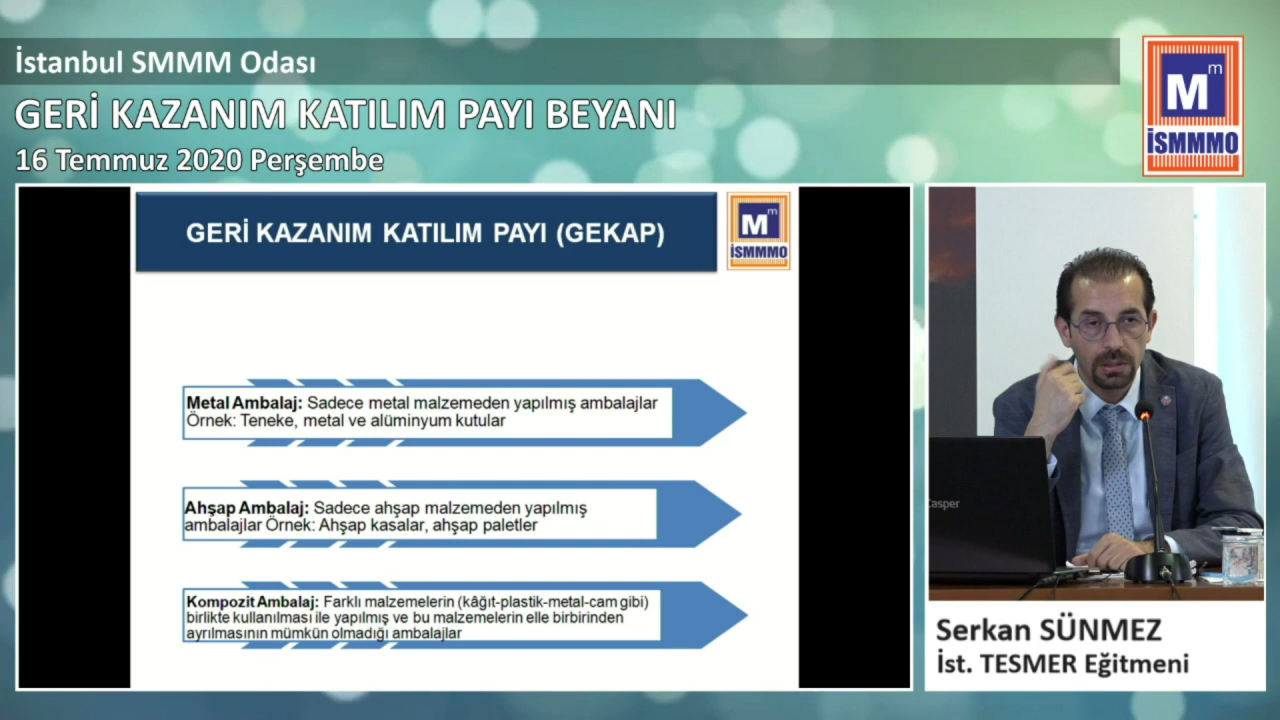 İstanbul SMMM Odası
GERİ KAZANIM KATILIM PAYI BEYANI
16 Temmuz 2020 Perşembe
Mm
İSMMMO
GERİ KAZANIM KATILIM PAYI (GEKAP)
Mm
İSMMMO
Metal Ambalaj: Sadece metal malzemeden yapılmış ambalajlar
Örnek: Teneke, metal ve alüminyum kutular
Ahşap Ambalaj: Sadece ahşap malzemeden yapılmış
ambalajlar Örnek: Ahşap kasalar, ahşap paletler
Kompozit Ambalaj: Farklı malzemelerin (kâğıt-plastik-metal-cam gibi)
birlikte kullanılması ile yapılmış ve bu malzemelerin elle birbirinden
ayrılmasının mümkün olmadığı ambalajlar
Casper
Serkan SÜNMEZ
İst. TESMER Eğitmeni